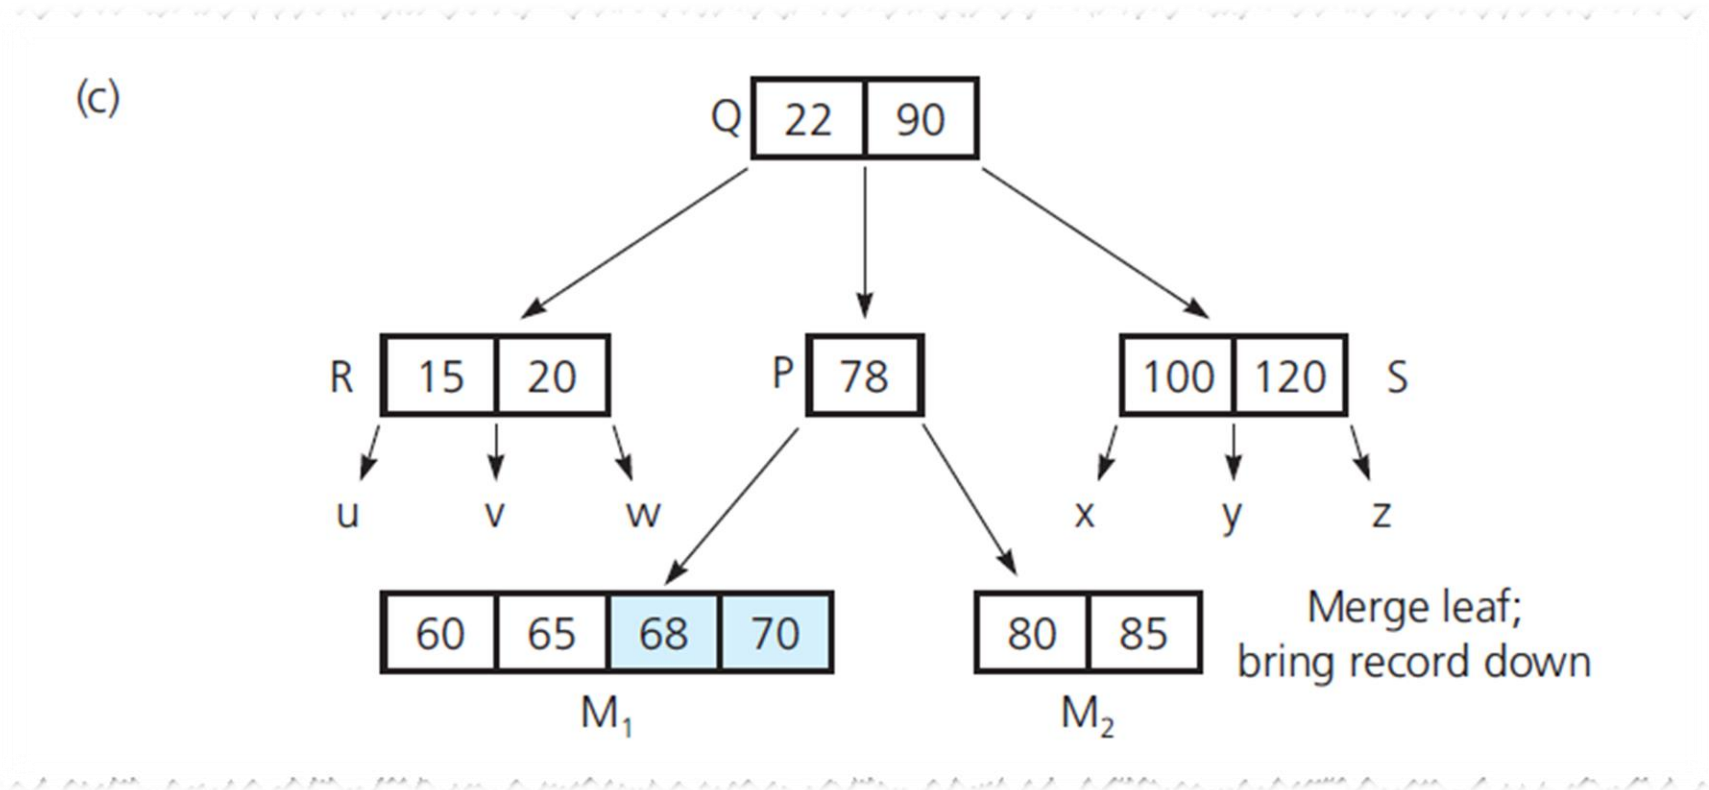 (c)
Q 22 90
R 15 20
P 78
100 120 S
u v w
x y z
60 65 68 70
80 85
Merge leaf;
bring record down
M₁
M₂